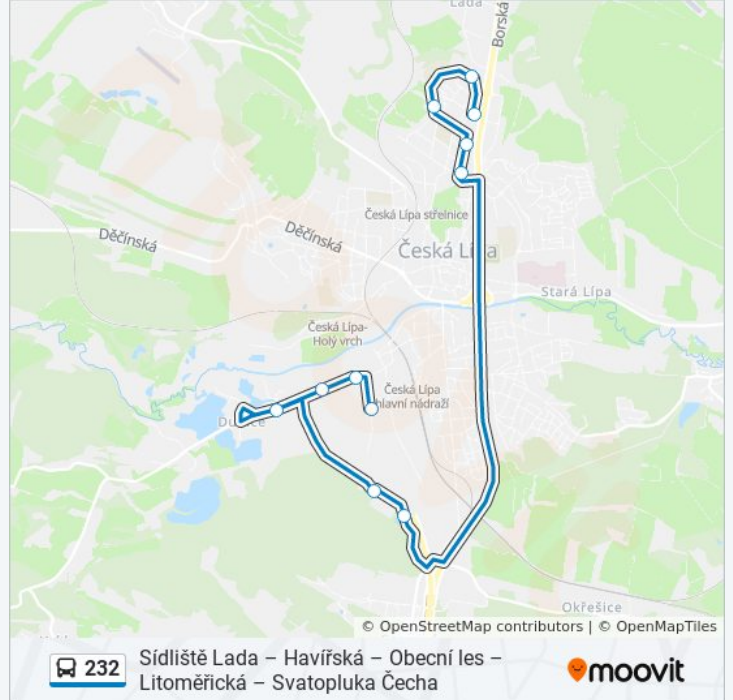 Lada
Borská
Česká Lípa střelnice
Děčínská
Děčínská
Česká Lípa
Stará Lípa
Česká Lípa-
Holý vrch
Česká Lípa
hlavní nádraží
Dubice
Okřešice
© OpenStreetMap contributors | © OpenMapTiles
232
Sídliště Lada – Havířská – Obecní les –
Litoměřická – Svatopluka Čecha
moovit